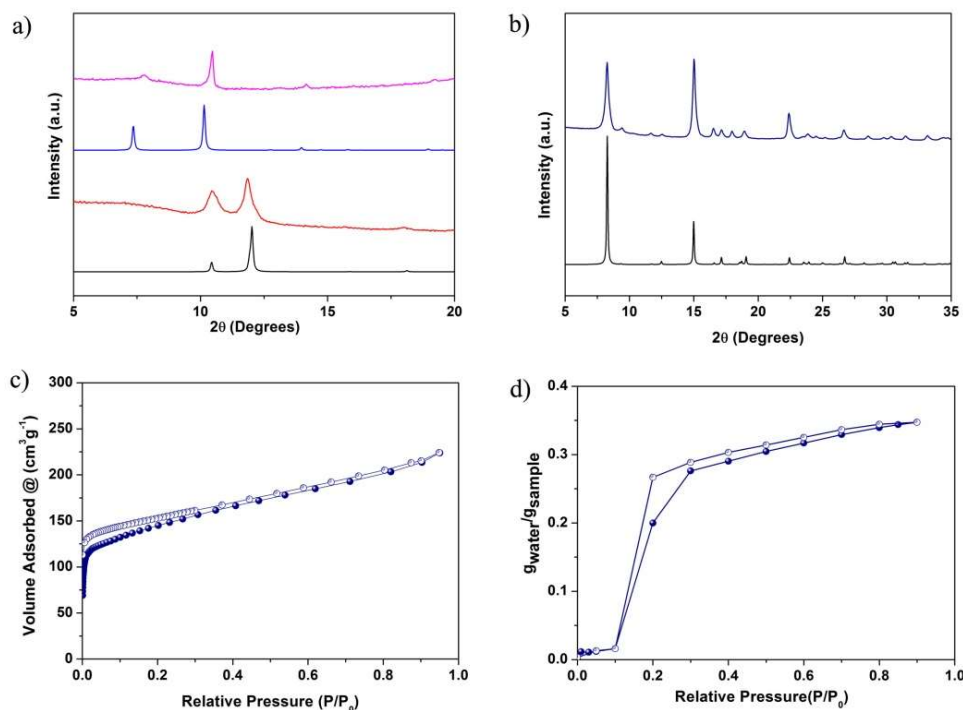 a)
Intensity (a.u.)
5 10 15 20
2θ (Degrees)
b)
Intensity (a.u.)
5 10 15 20 25 30 35
2θ (Degrees)
c)
Volume Adsorbed @ (cm³ g⁻¹)
300
250
200
150
100
50
0
0.0 0.2 0.4 0.6 0.8 1.0
Relative Pressure (P/P₀)
d)
gwater/gsample
0.4
0.3
0.2
0.1
0.0
0.0 0.2 0.4 0.6 0.8 1.0
Relative Pressure(P/P₀)